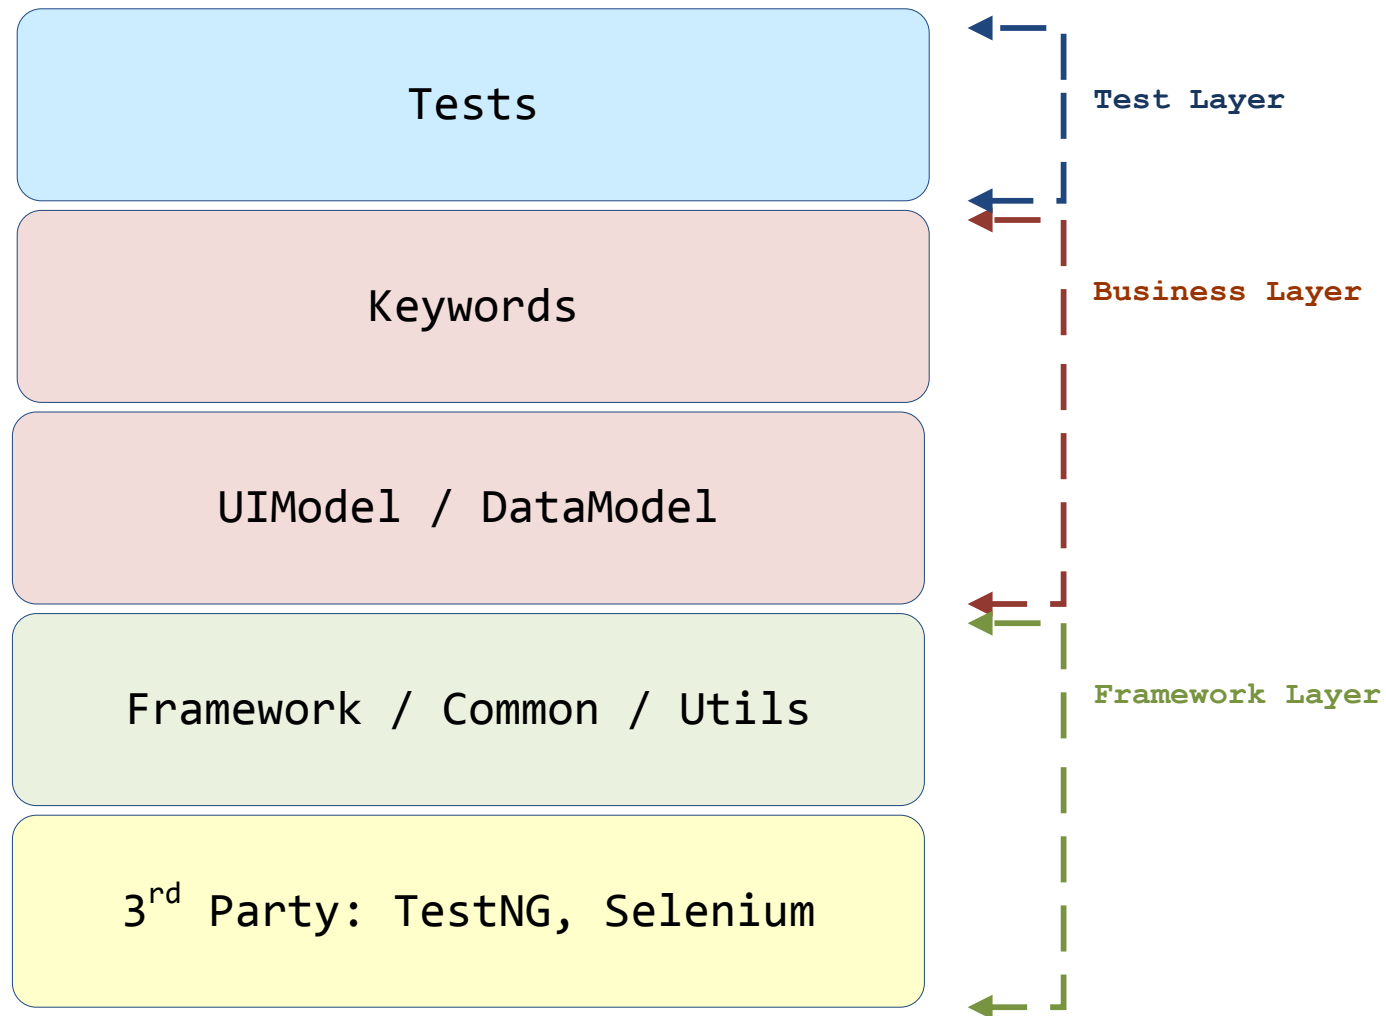 Tests
Test Layer
Keywords
Business Layer
UIModel / DataModel
Framework / Common / Utils
Framework Layer
3rd Party: TestNG, Selenium